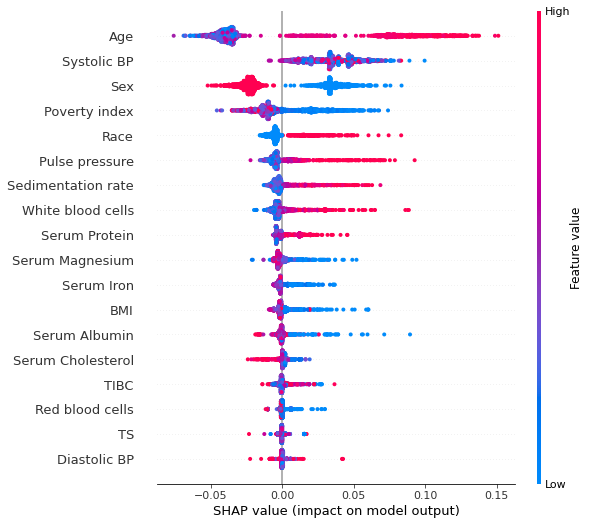 High
Age
Systolic BP
Sex
Poverty index
Race
Pulse pressure
Sedimentation rate
White blood cells
Serum Protein
Serum Magnesium
Serum Iron
BMI
Serum Albumin
Serum Cholesterol
TIBC
Red blood cells
TS
Diastolic BP
Feature value
Low
−0.05 0.00 0.05 0.10 0.15
SHAP value (impact on model output)